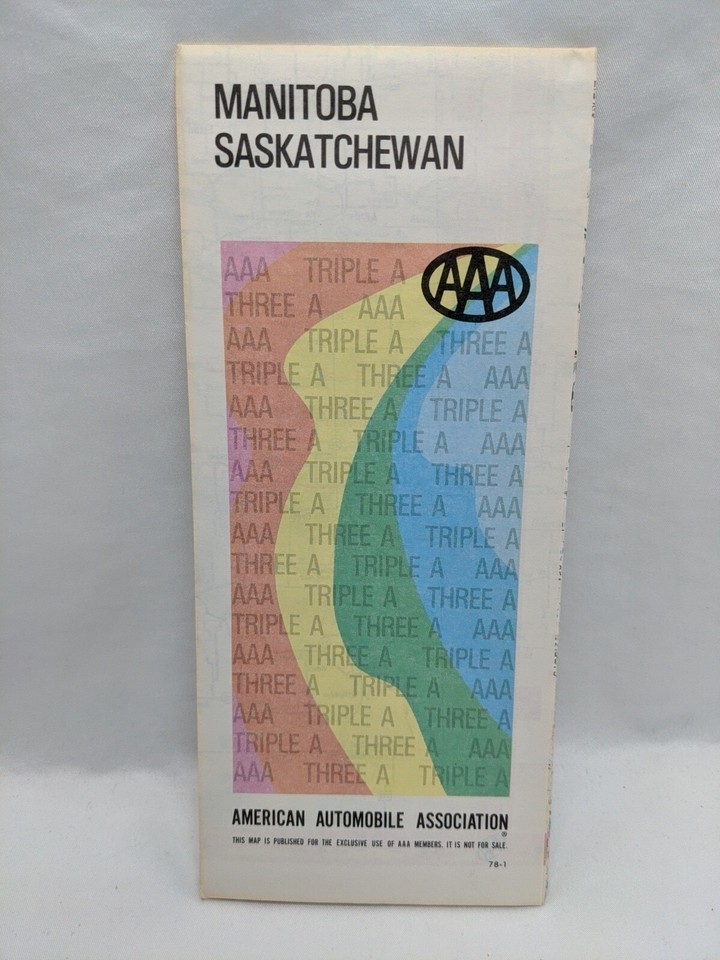 MANITOBA
SASKATCHEWAN
AAA
AAA TRIPLE A
THREE A AAA
AAA TRIPLE A THREE A
TRIPLE A THREE A AAA
AAA THREE A TRIPLE A
THREE A TRIPLE A AAA
AAA TRIPLE A THREE A
TRIPLE A THREE A AAA
AAA THREE A TRIPLE A
THREE A TRIPLE A AAA
AAA TRIPLE A THREE A
TRIPLE A THREE A AAA
AAA THREE A TRIPLE A
THREE A TRIPLE A AAA
AAA TRIPLE A THREE A
TRIPLE A THREE A AAA
AAA THREE A TRIPLE A
AMERICAN AUTOMOBILE ASSOCIATION
®
THIS MAP IS PUBLISHED FOR THE EXCLUSIVE USE OF AAA MEMBERS. IT IS NOT FOR SALE.
78-1